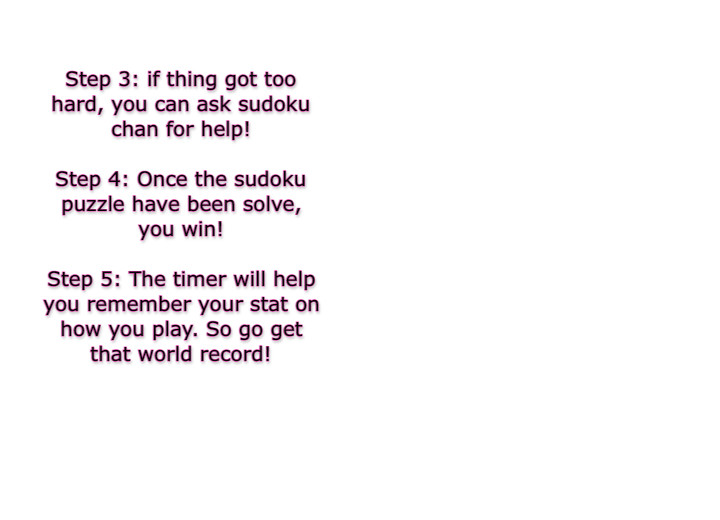 Step 3: if thing got too
hard, you can ask sudoku
chan for help!
Step 4: Once the sudoku
puzzle have been solve,
you win!
Step 5: The timer will help
you remember your stat on
how you play. So go get
that world record!